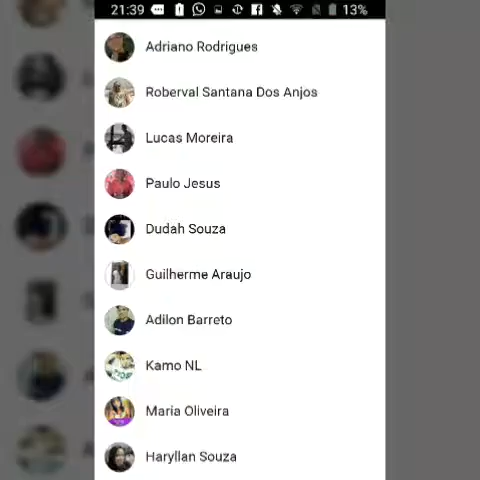 21:39
13%
Adriano Rodrigues
Roberval Santana Dos Anjos
Lucas Moreira
Paulo Jesus
Dudah Souza
Guilherme Araujo
Adilon Barreto
Kamo NL
Maria Oliveira
Haryllan Souza